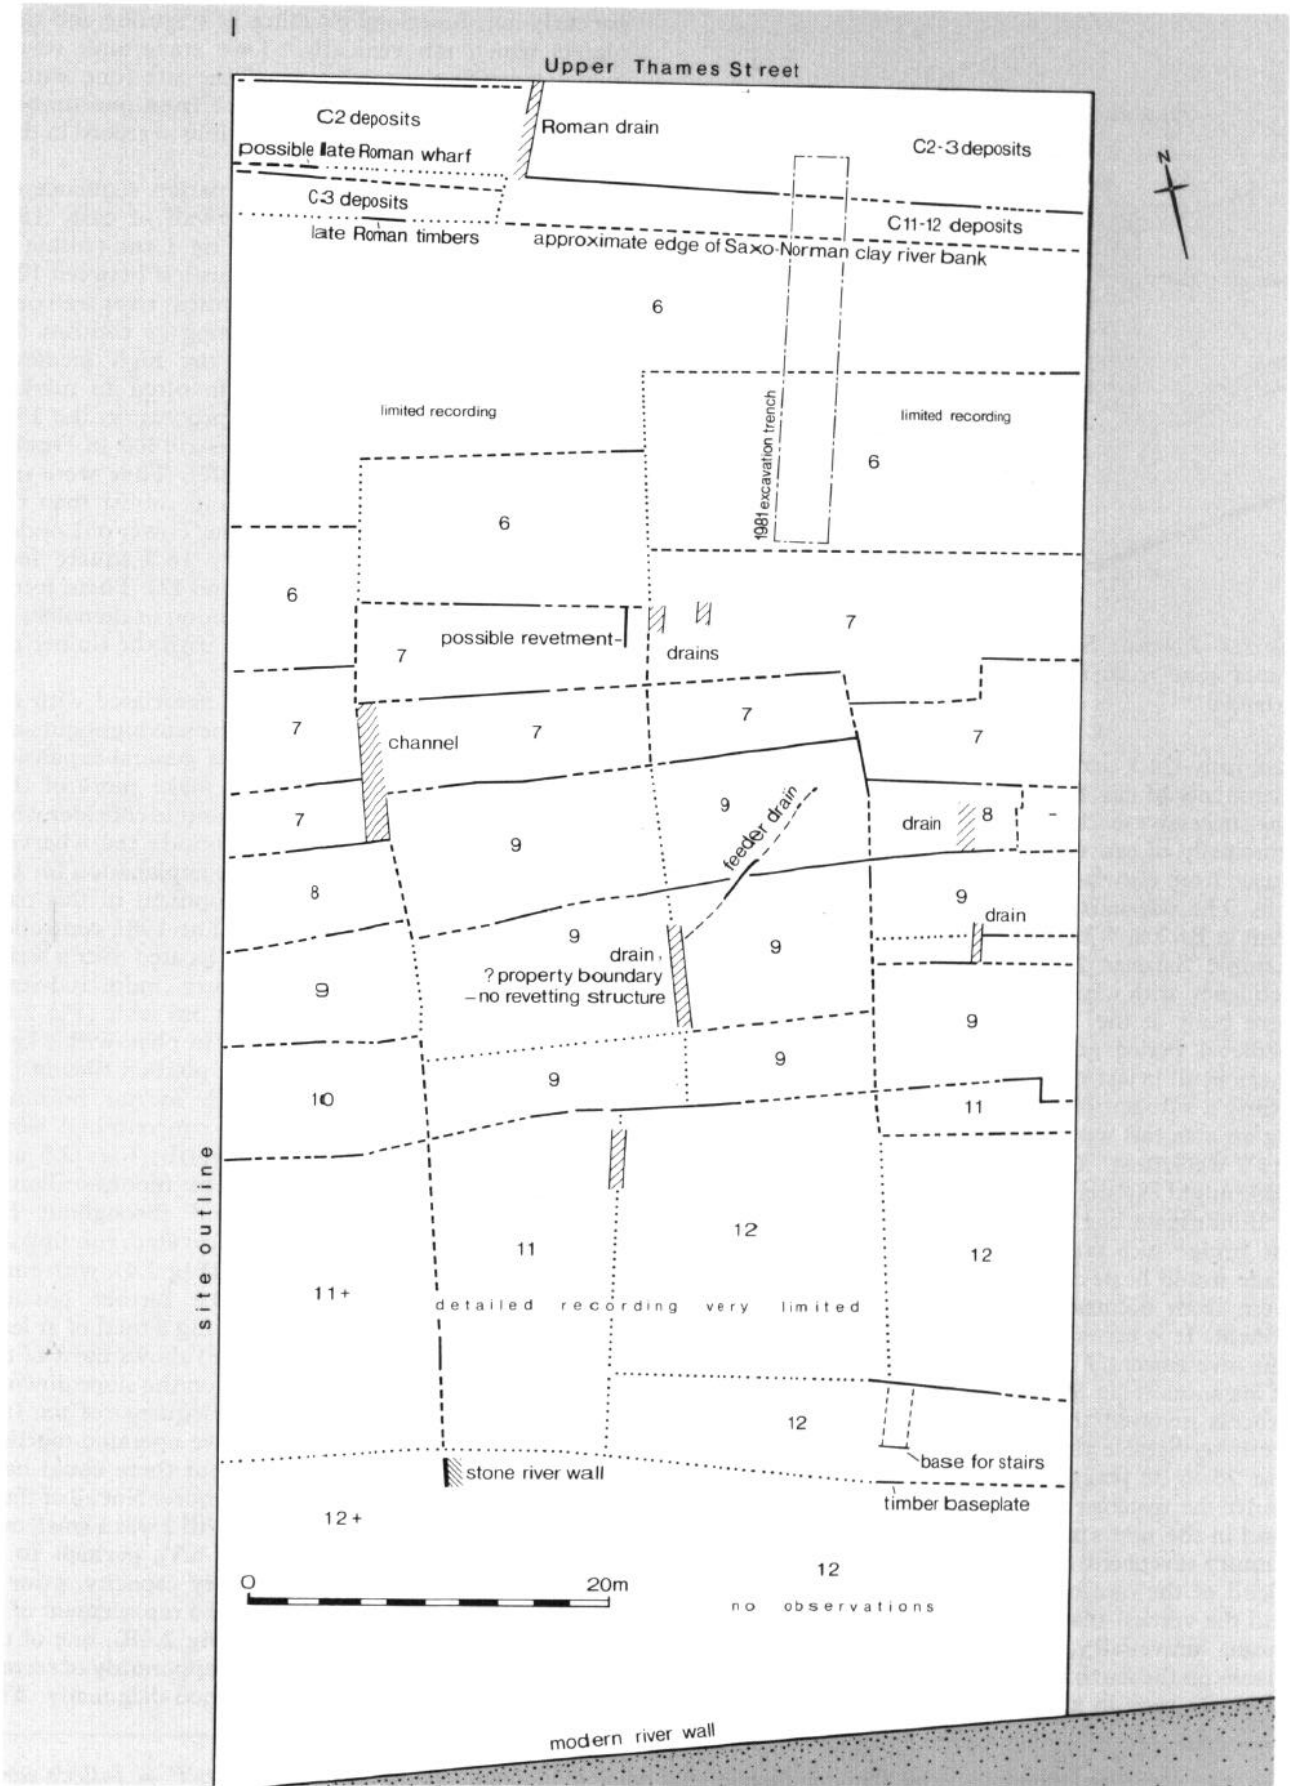 Upper Thames Street
C2 deposits
Roman drain
C2-3 deposits
possible late Roman wharf
C3 deposits
C11-12 deposits
late Roman timbers
approximate edge of Saxo-Norman clay river bank
N
6
limited recording
1981 excavation trench
limited recording
6
6
6
7
possible revetment
drains
7
7
channel
7
7
7
7
9
feeder drain
drain
8
9
8
9
drain
9
drain
? property boundary
- no revetting structure
9
9
9
9
9
10
11
site outline
11
12
12
11+
detailed recording very limited
12
base for stairs
stone river wall
timber baseplate
12+
12
0
20m
no observations
modern river wall